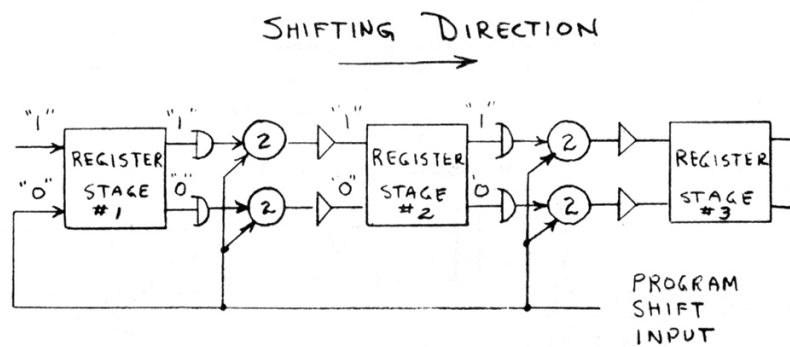 SHIFTING DIRECTION
"1"
"0"
REGISTER
STAGE
#1
"1"
"0"
2
2
"1"
"0"
REGISTER
STAGE
#2
"1"
"0
2
2
REGISTER
STAGE
#3
PROGRAM
SHIFT
INPUT